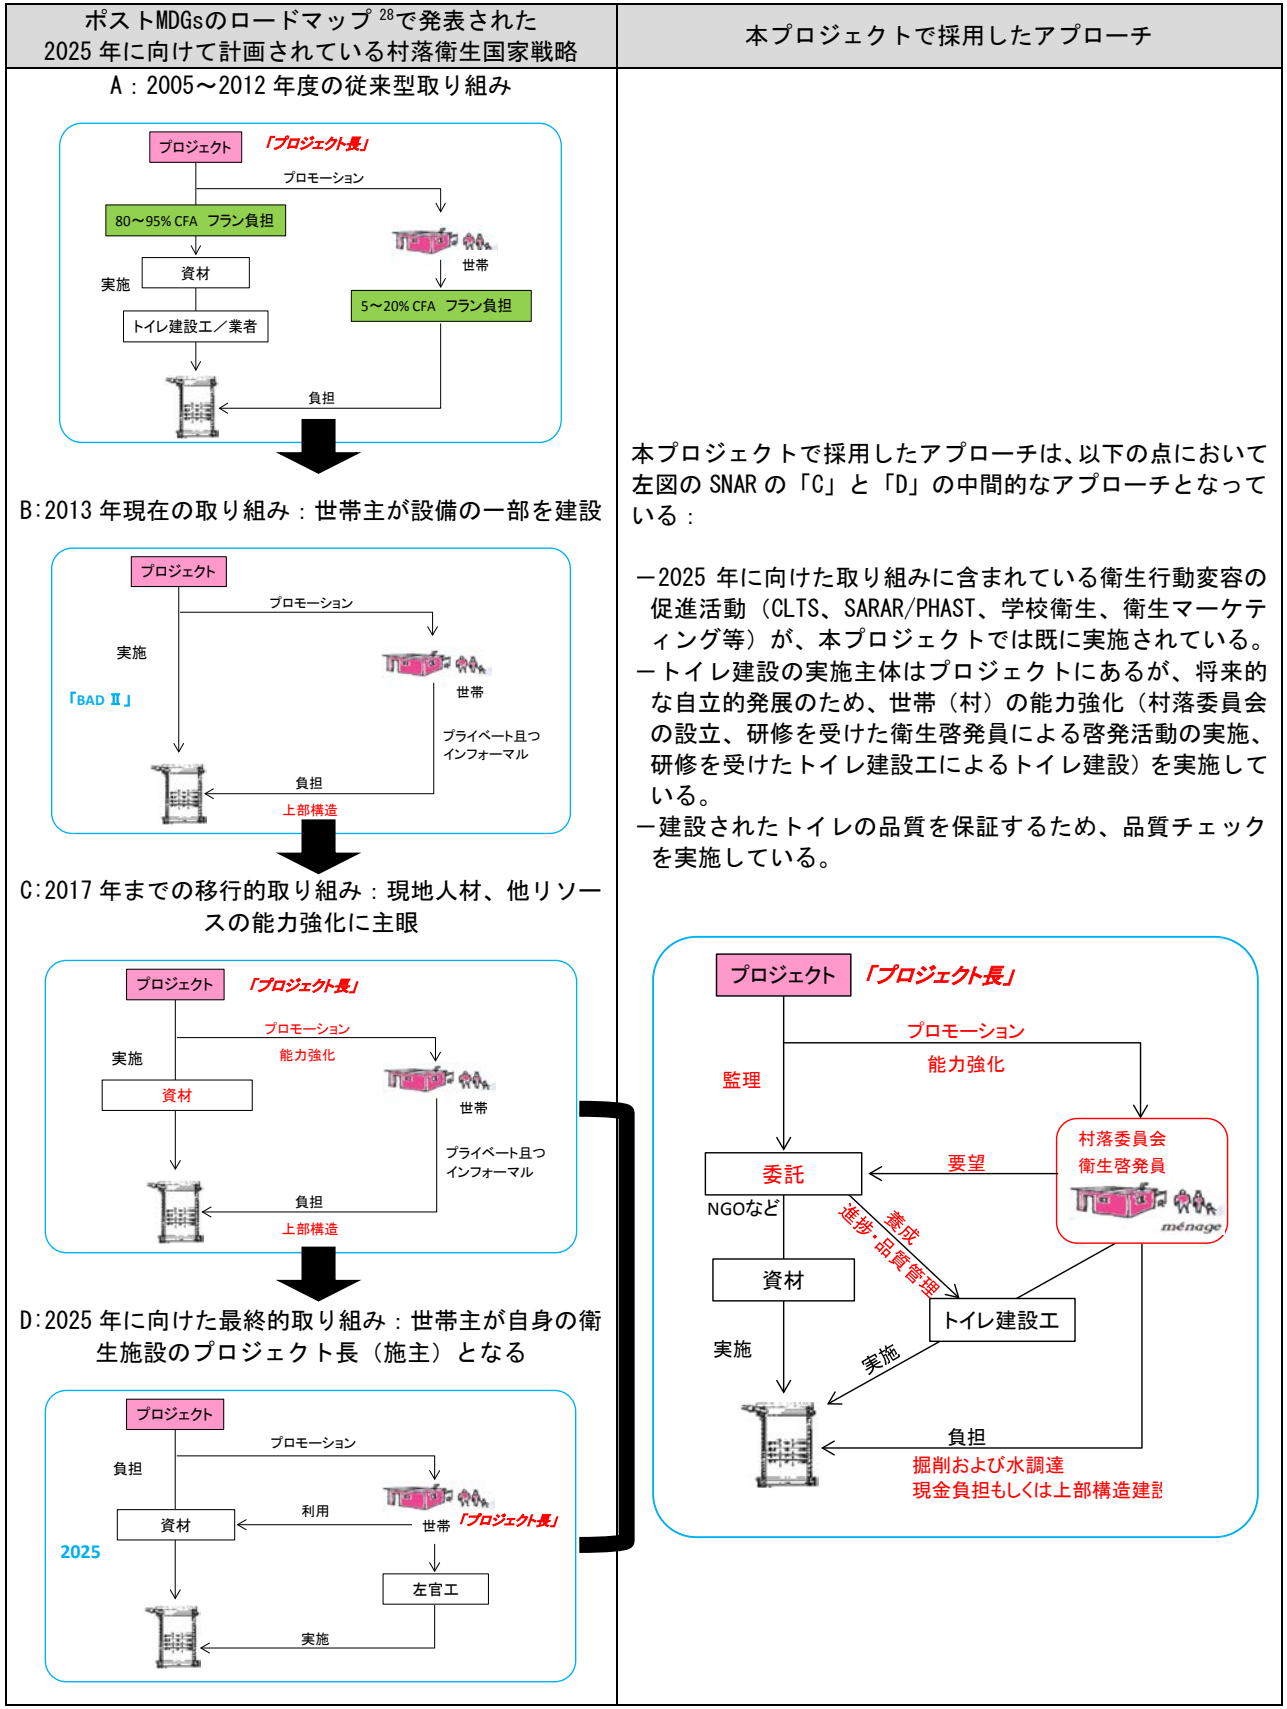 ポストMDGsのロードマップ 28で発表された
2025 年に向けて計画されている村落衛生国家戦略
本プロジェクトで採用したアプローチ
A：2005～2012 年度の従来型取り組み
プロジェクト
「プロジェクト長」
プロモーション
80～95% CFA フラン負担
世帯
資材
実施
5～20% CFA フラン負担
トイレ建設工／業者
負担
B:2013 年現在の取り組み：世帯主が設備の一部を建設
プロジェクト
プロモーション
実施
世帯
「BAD Ⅱ」
プライベート且つ
インフォーマル
負担
上部構造
C:2017 年までの移行的取り組み：現地人材、他リソー
スの能力強化に主眼
プロジェクト
「プロジェクト長」
プロモーション
能力強化
実施
資材
世帯
プライベート且つ
インフォーマル
負担
上部構造
D:2025 年に向けた最終的取り組み：世帯主が自身の衛
生施設のプロジェクト長（施主）となる
プロジェクト
プロモーション
負担
利用
資材
世帯
「プロジェクト長」
2025
左官工
実施
本プロジェクトで採用したアプローチは、以下の点において
左図の SNAR の「C」と「D」の中間的なアプローチとなって
いる：
－2025 年に向けた取り組みに含まれている衛生行動変容の
促進活動（CLTS、SARAR/PHAST、学校衛生、衛生マーケテ
ィング等）が、本プロジェクトでは既に実施されている。
－トイレ建設の実施主体はプロジェクトにあるが、将来的
な自立的発展のため、世帯（村）の能力強化（村落委員会
の設立、研修を受けた衛生啓発員による啓発活動の実施、
研修を受けたトイレ建設工によるトイレ建設）を実施して
いる。
－建設されたトイレの品質を保証するため、品質チェック
を実施している。
プロジェクト
「プロジェクト長」
プロモーション
能力強化
監理
村落委員会
衛生啓発員
ménage
要望
委託
NGOなど
養成
進捗・品質管理
資材
トイレ建設工
実施
実施
負担
掘削および水調達
現金負担もしくは上部構造建設